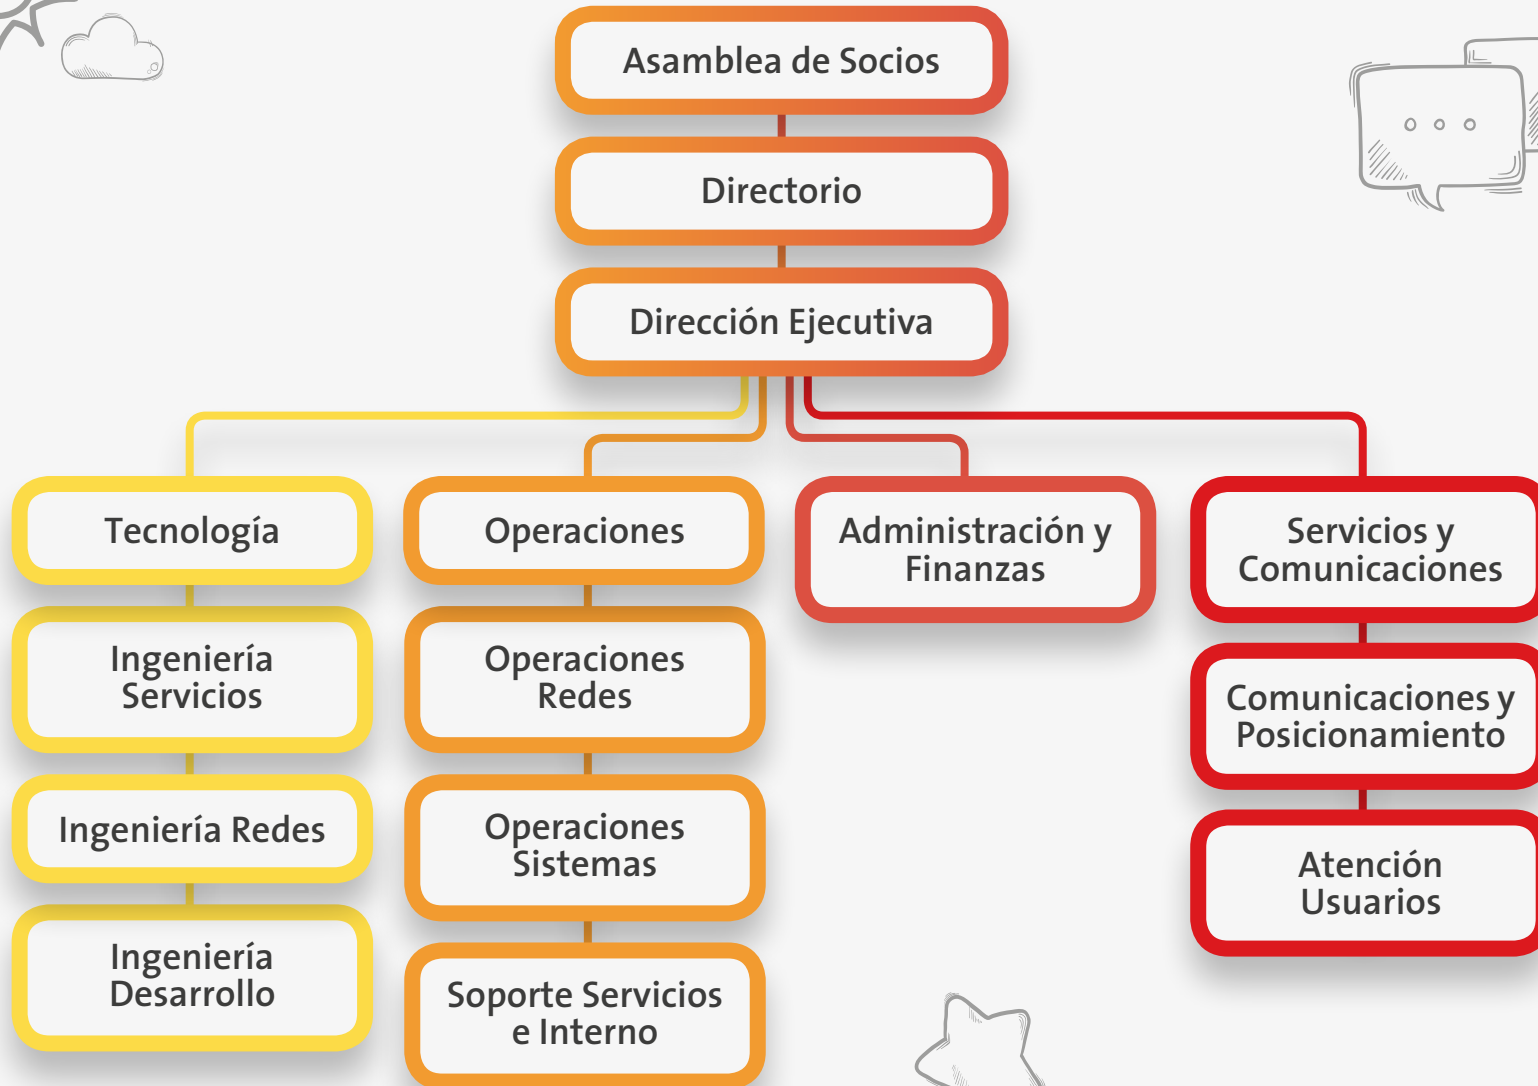 Asamblea de Socios
Directorio
Dirección Ejecutiva
Tecnología
Ingeniería
Servicios
Ingeniería Redes
Ingeniería
Desarrollo
Operaciones
Operaciones
Redes
Operaciones
Sistemas
Soporte Servicios
e Interno
Administración y
Finanzas
Servicios y
Comunicaciones
Comunicaciones y
Posicionamiento
Atención
Usuarios